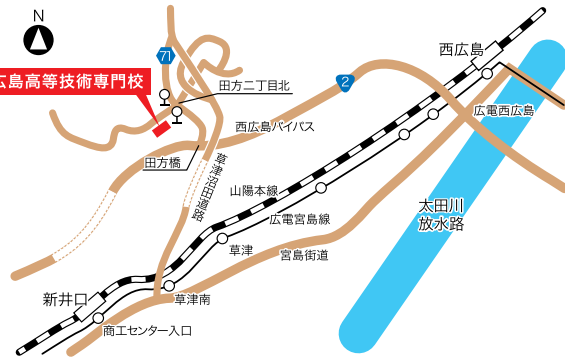 N
西広島
71
広島高等技術専門校
田方二丁目北
2
広電西広島
西広島バイパス
田方橋
草津沼田道路
山陽本線
太田川
放水路
広電宮島線
草津
宮島街道
新井口
草津南
商工センター入口